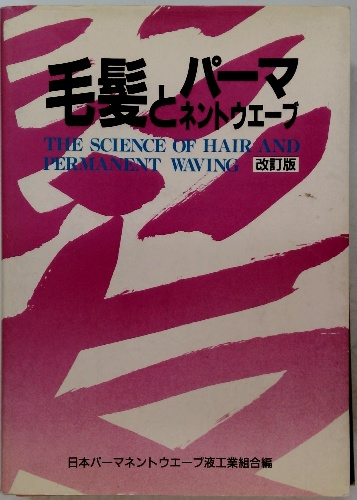 毛髪とパーマネントウエーブ
THE SCIENCE OF HAIR AND
PERMANENT WAVING 改訂版
日本パーマネントウエーブ液工業組合編